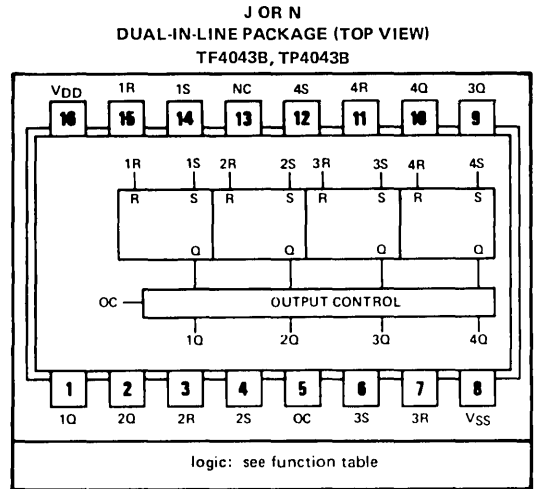 J OR N
DUAL-IN-LINE PACKAGE (TOP VIEW)
TF4043B, TP4043B
VDD 1R 1S NC 4S 4R 4Q 3Q
16 15 14 13 12 11 10 9
1R 1S 2R 2S 3R 3S 4R 4S
R S R S R S R S
Q Q Q Q
OC OUTPUT CONTROL
1Q 2Q 3Q 4Q
1 2 3 4 5 6 7 8
1Q 2Q 2R 2S OC 3S 3R VSS
logic: see function table